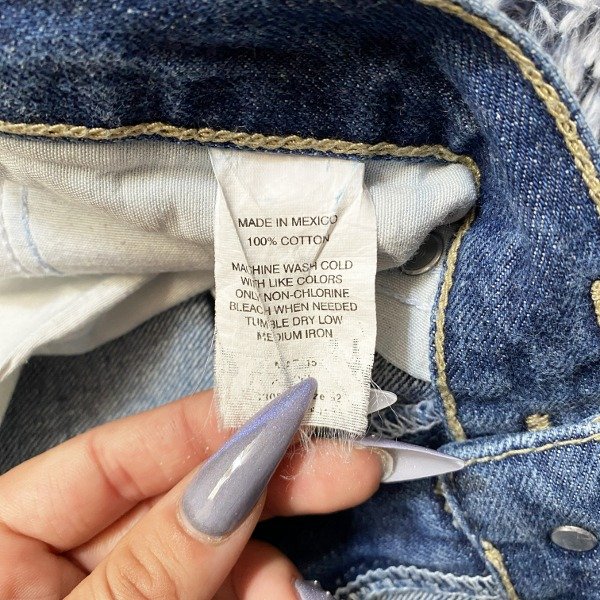 MADE IN MEXICO
100% COTTON
MACHINE WASH COLD
WITH LIKE COLORS
ONLY NON-CHLORINE
BLEACH WHEN NEEDED
TUMBLE DRY LOW
MEDIUM IRON